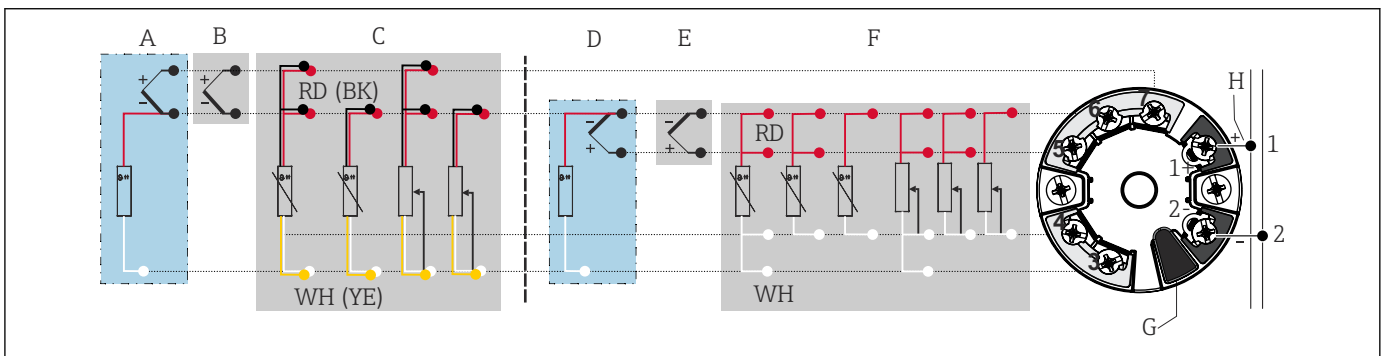 A B C D E F
H
+ + - RD (BK)
- - + RD
6 7
5 + 1
1+
2-
4 - 2
3
WH (YE) WH
G